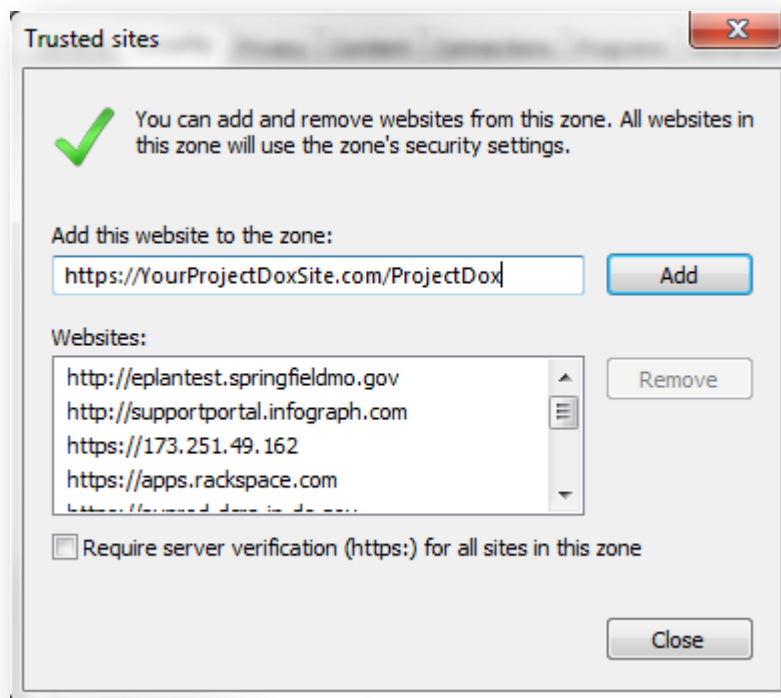 Trusted sites
You can add and remove websites from this zone. All websites in
this zone will use the zone's security settings.
Add this website to the zone:
https://YourProjectDoxSite.com/ProjectDox
Add
Websites:
http://eplantest.springfieldmo.gov
Remove
http://supportportal.infograph.com
https://173.251.49.162
https://apps.rackspace.com
Require server verification (https:) for all sites in this zone
Close